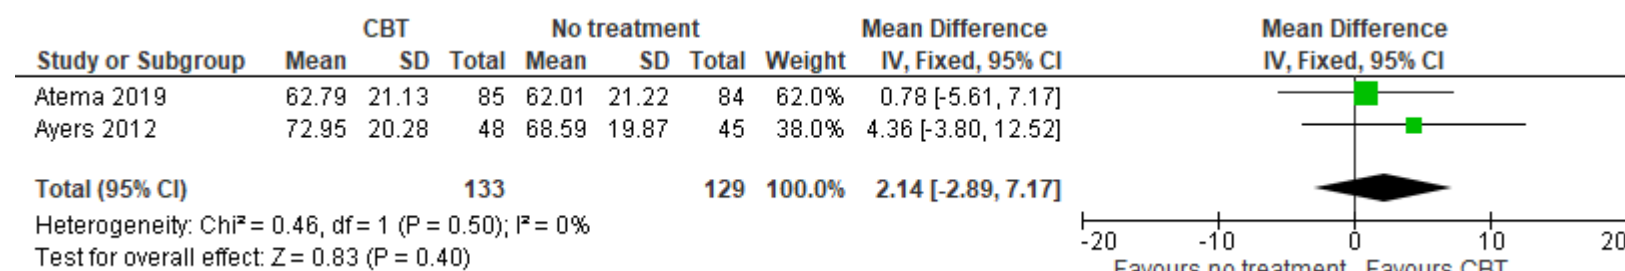 CBT No treatment Mean Difference Mean Difference
Study or Subgroup Mean SD Total Mean SD Total Weight IV, Fixed, 95% CI IV, Fixed, 95% CI
Atema 2019 62.79 21.13 85 62.01 21.22 84 62.0% 0.78 [-5.61, 7.17]
Ayers 2012 72.95 20.28 48 68.59 19.87 45 38.0% 4.36 [-3.80, 12.52]
Total (95% CI) 133 129 100.0% 2.14 [-2.89, 7.17]
Heterogeneity: Chi² = 0.46, df = 1 (P = 0.50); I² = 0%
Test for overall effect: Z = 0.83 (P = 0.40)
-20 -10 0 10 20
Favours no treatment Favours CBT